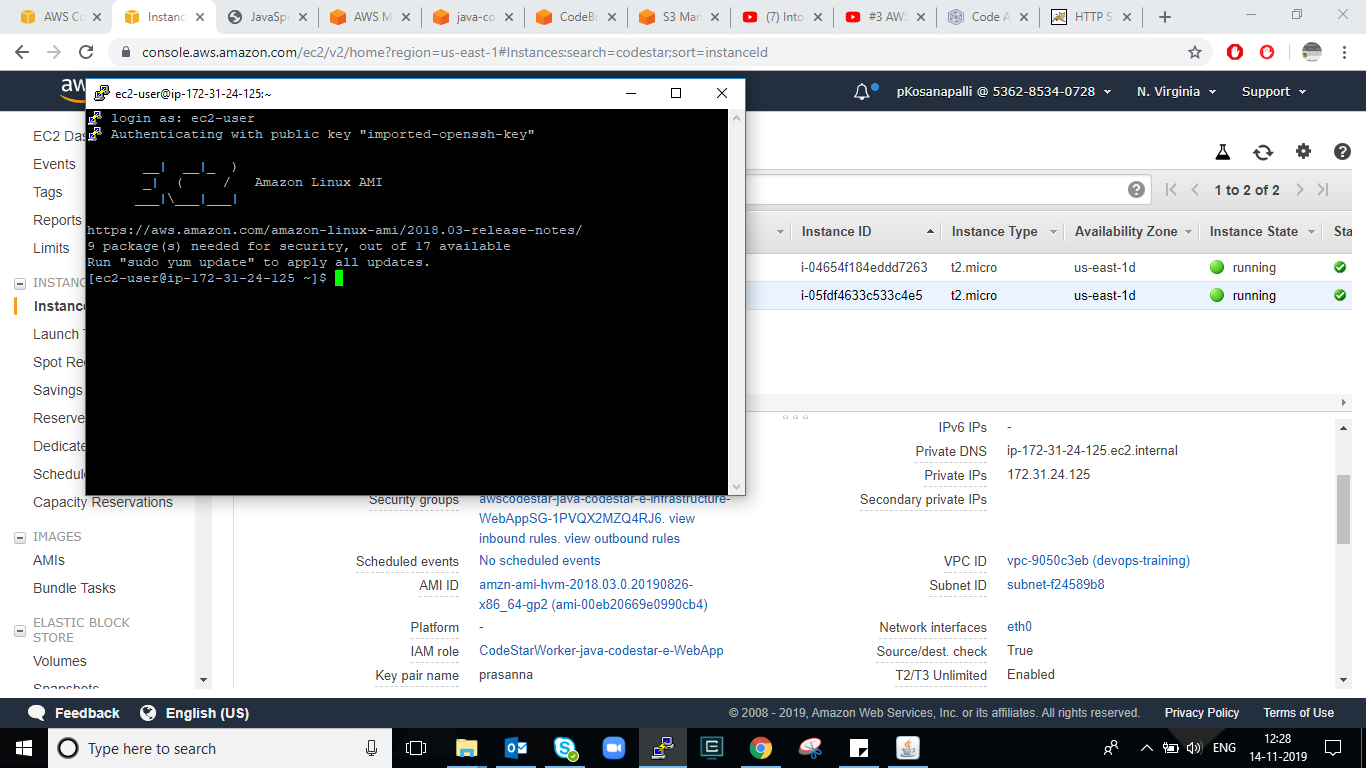 AWS Co
Instanc
JavaSpr
AWS M
java-co
CodeBu
S3 Man
(7) Into
#3 AWS
Code A
HTTP S
console.aws.amazon.com/ec2/v2/home?region=us-east-1#Instances:search=codestar;sort=instanceId
aw
pKosanapalli @ 5362-8534-0728
N. Virginia
Support
ec2-user@ip-172-31-24-125:~
login as: ec2-user
Authenticating with public key "imported-openssh-key"
__|  __|_  )
_|  (     /   Amazon Linux AMI
___|\___|___|
https://aws.amazon.com/amazon-linux-ami/2018.03-release-notes/
9 package(s) needed for security, out of 17 available
Run "sudo yum update" to apply all updates.
[ec2-user@ip-172-31-24-125 ~]$
EC2 Das
Events
Tags
Reports
Limits
INSTANC
Instanc
Launch T
Spot Re
Savings
Reserve
Dedicate
Schedul
Capacity Reservations
IMAGES
AMIs
Bundle Tasks
ELASTIC BLOCK
STORE
Volumes
Snapshots
1 to 2 of 2
Instance ID Instance Type Availability Zone Instance State Sta
i-04654f184eddd7263 t2.micro us-east-1d running
i-05fdf4633c533c4e5 t2.micro us-east-1d running
IPv6 IPs -
Private DNS ip-172-31-24-125.ec2.internal
Private IPs 172.31.24.125
Security groups awscodestar-java-codestar-e-infrastructure-
WebAppSG-1PVQX2MZQ4RJ6. view
inbound rules. view outbound rules
Secondary private IPs
Scheduled events No scheduled events
VPC ID vpc-9050c3eb (devops-training)
AMI ID amzn-ami-hvm-2018.03.0.20190826-
x86_64-gp2 (ami-00eb20669e0990cb4)
Subnet ID subnet-f24589b8
Platform -
Network interfaces eth0
IAM role CodeStarWorker-java-codestar-e-WebApp
Source/dest. check True
Key pair name prasanna
T2/T3 Unlimited Enabled
Feedback
English (US)
© 2008 - 2019, Amazon Web Services, Inc. or its affiliates. All rights reserved.
Privacy Policy
Terms of Use
Type here to search
ENG
12:28
14-11-2019